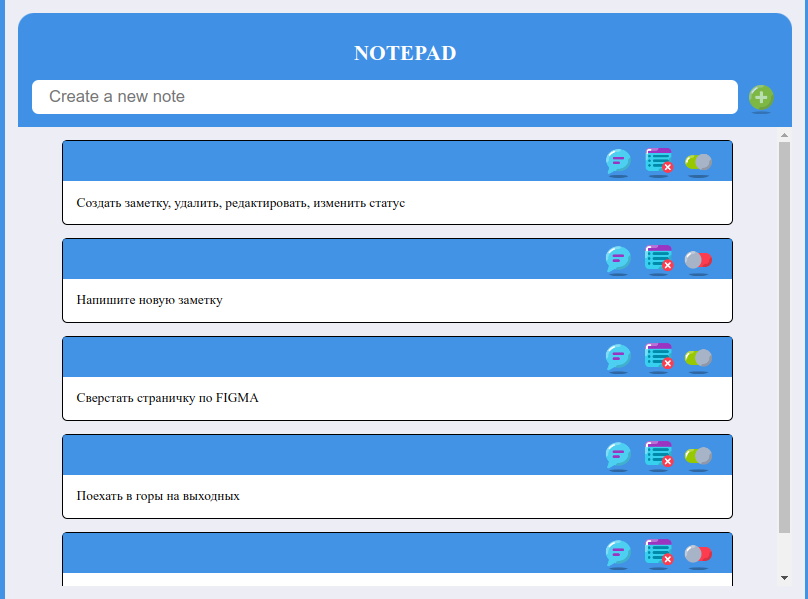 NOTEPAD
Create a new note
Создать заметку, удалить, редактировать, изменить статус
Напишите новую заметку
Сверстать страничку по FIGMA
Поехать в горы на выходных